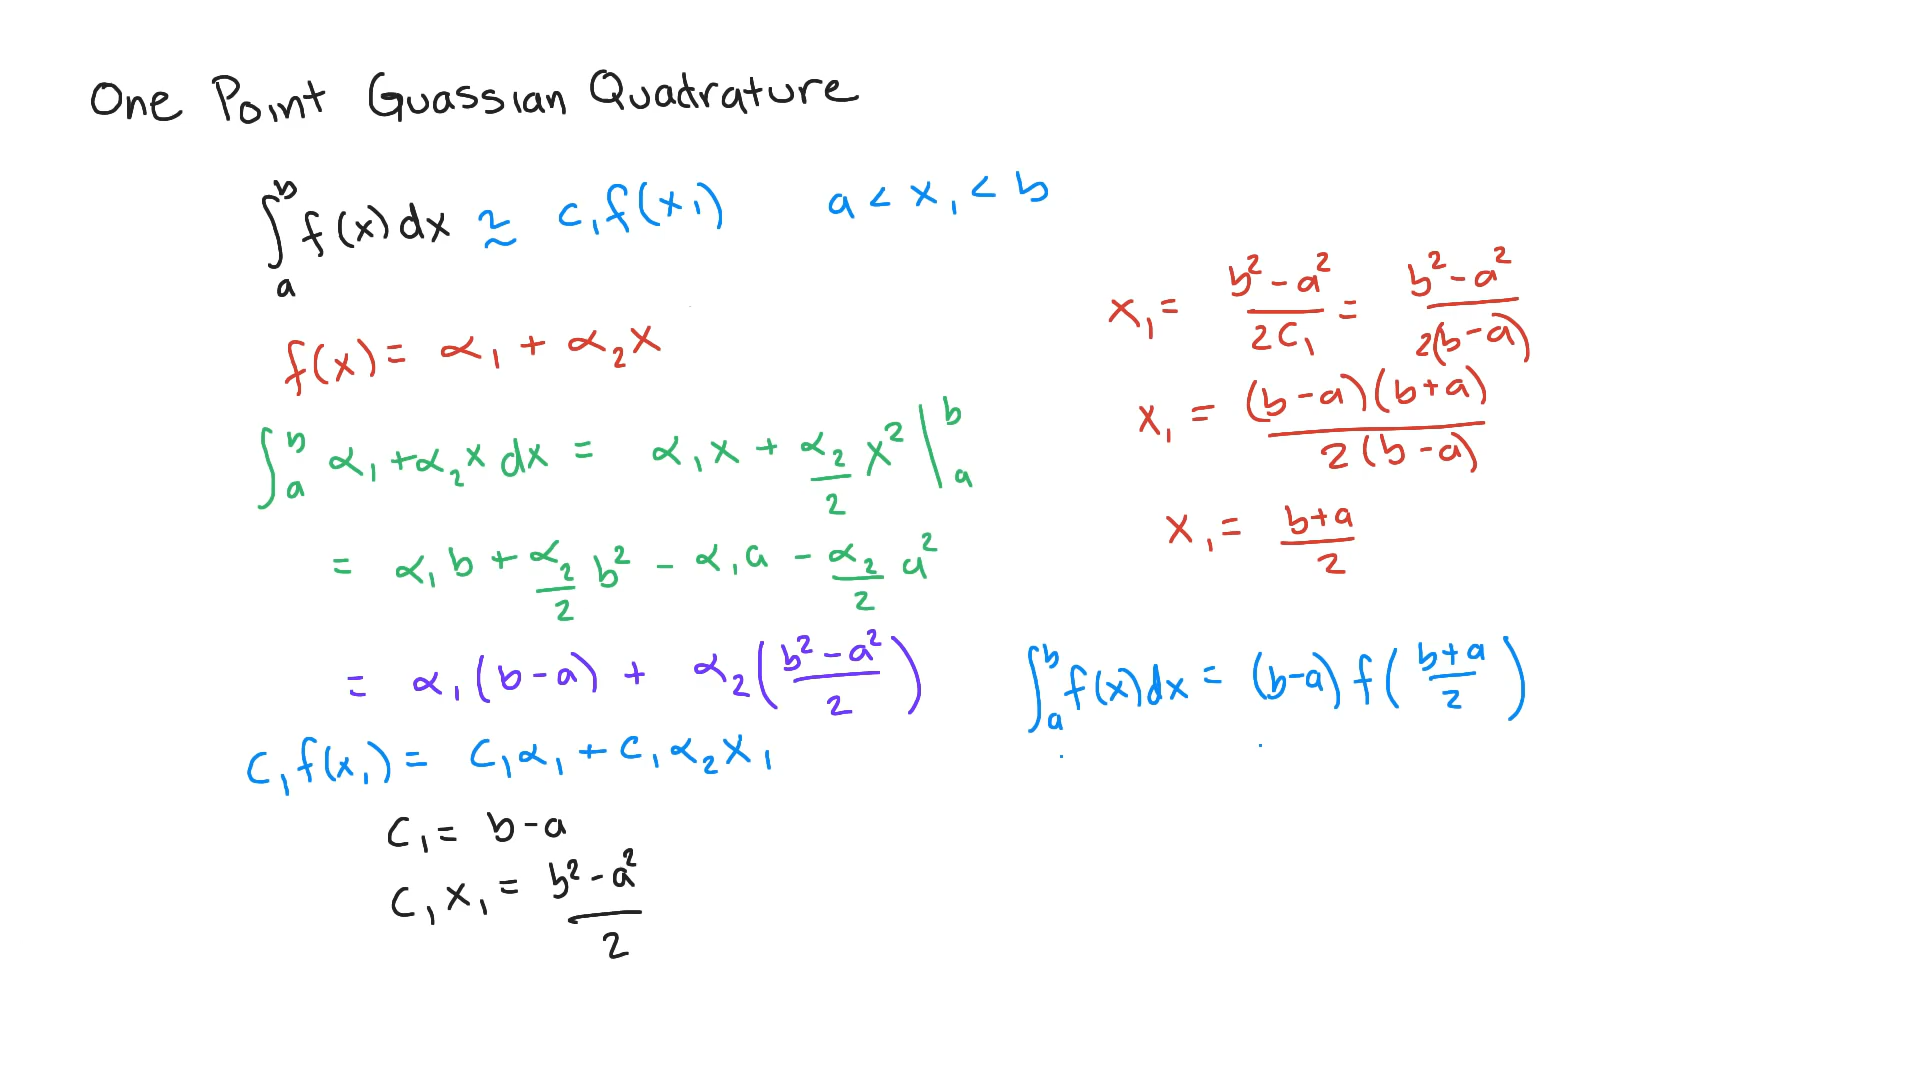 One Point Guassian Quadrature
∫_a^b f(x) dx ≈ c₁f(x₁) a < x₁ < b
f(x) = α₁ + α₂x
∫_a^b α₁ + α₂x dx = α₁x + α₂/2 x² |_a^b
= α₁b + α₂/2 b² - α₁a - α₂/2 a²
= α₁(b-a) + α₂((b²-a²)/2)
c₁f(x₁) = c₁α₁ + c₁α₂x₁
c₁ = b-a
c₁x₁ = (b²-a²)/2
x₁ = (b²-a²)/(2c₁) = (b²-a²)/(2(b-a))
x₁ = ((b-a)(b+a))/(2(b-a))
x₁ = (b+a)/2
∫_a^b f(x)dx = (b-a) f((b+a)/2)